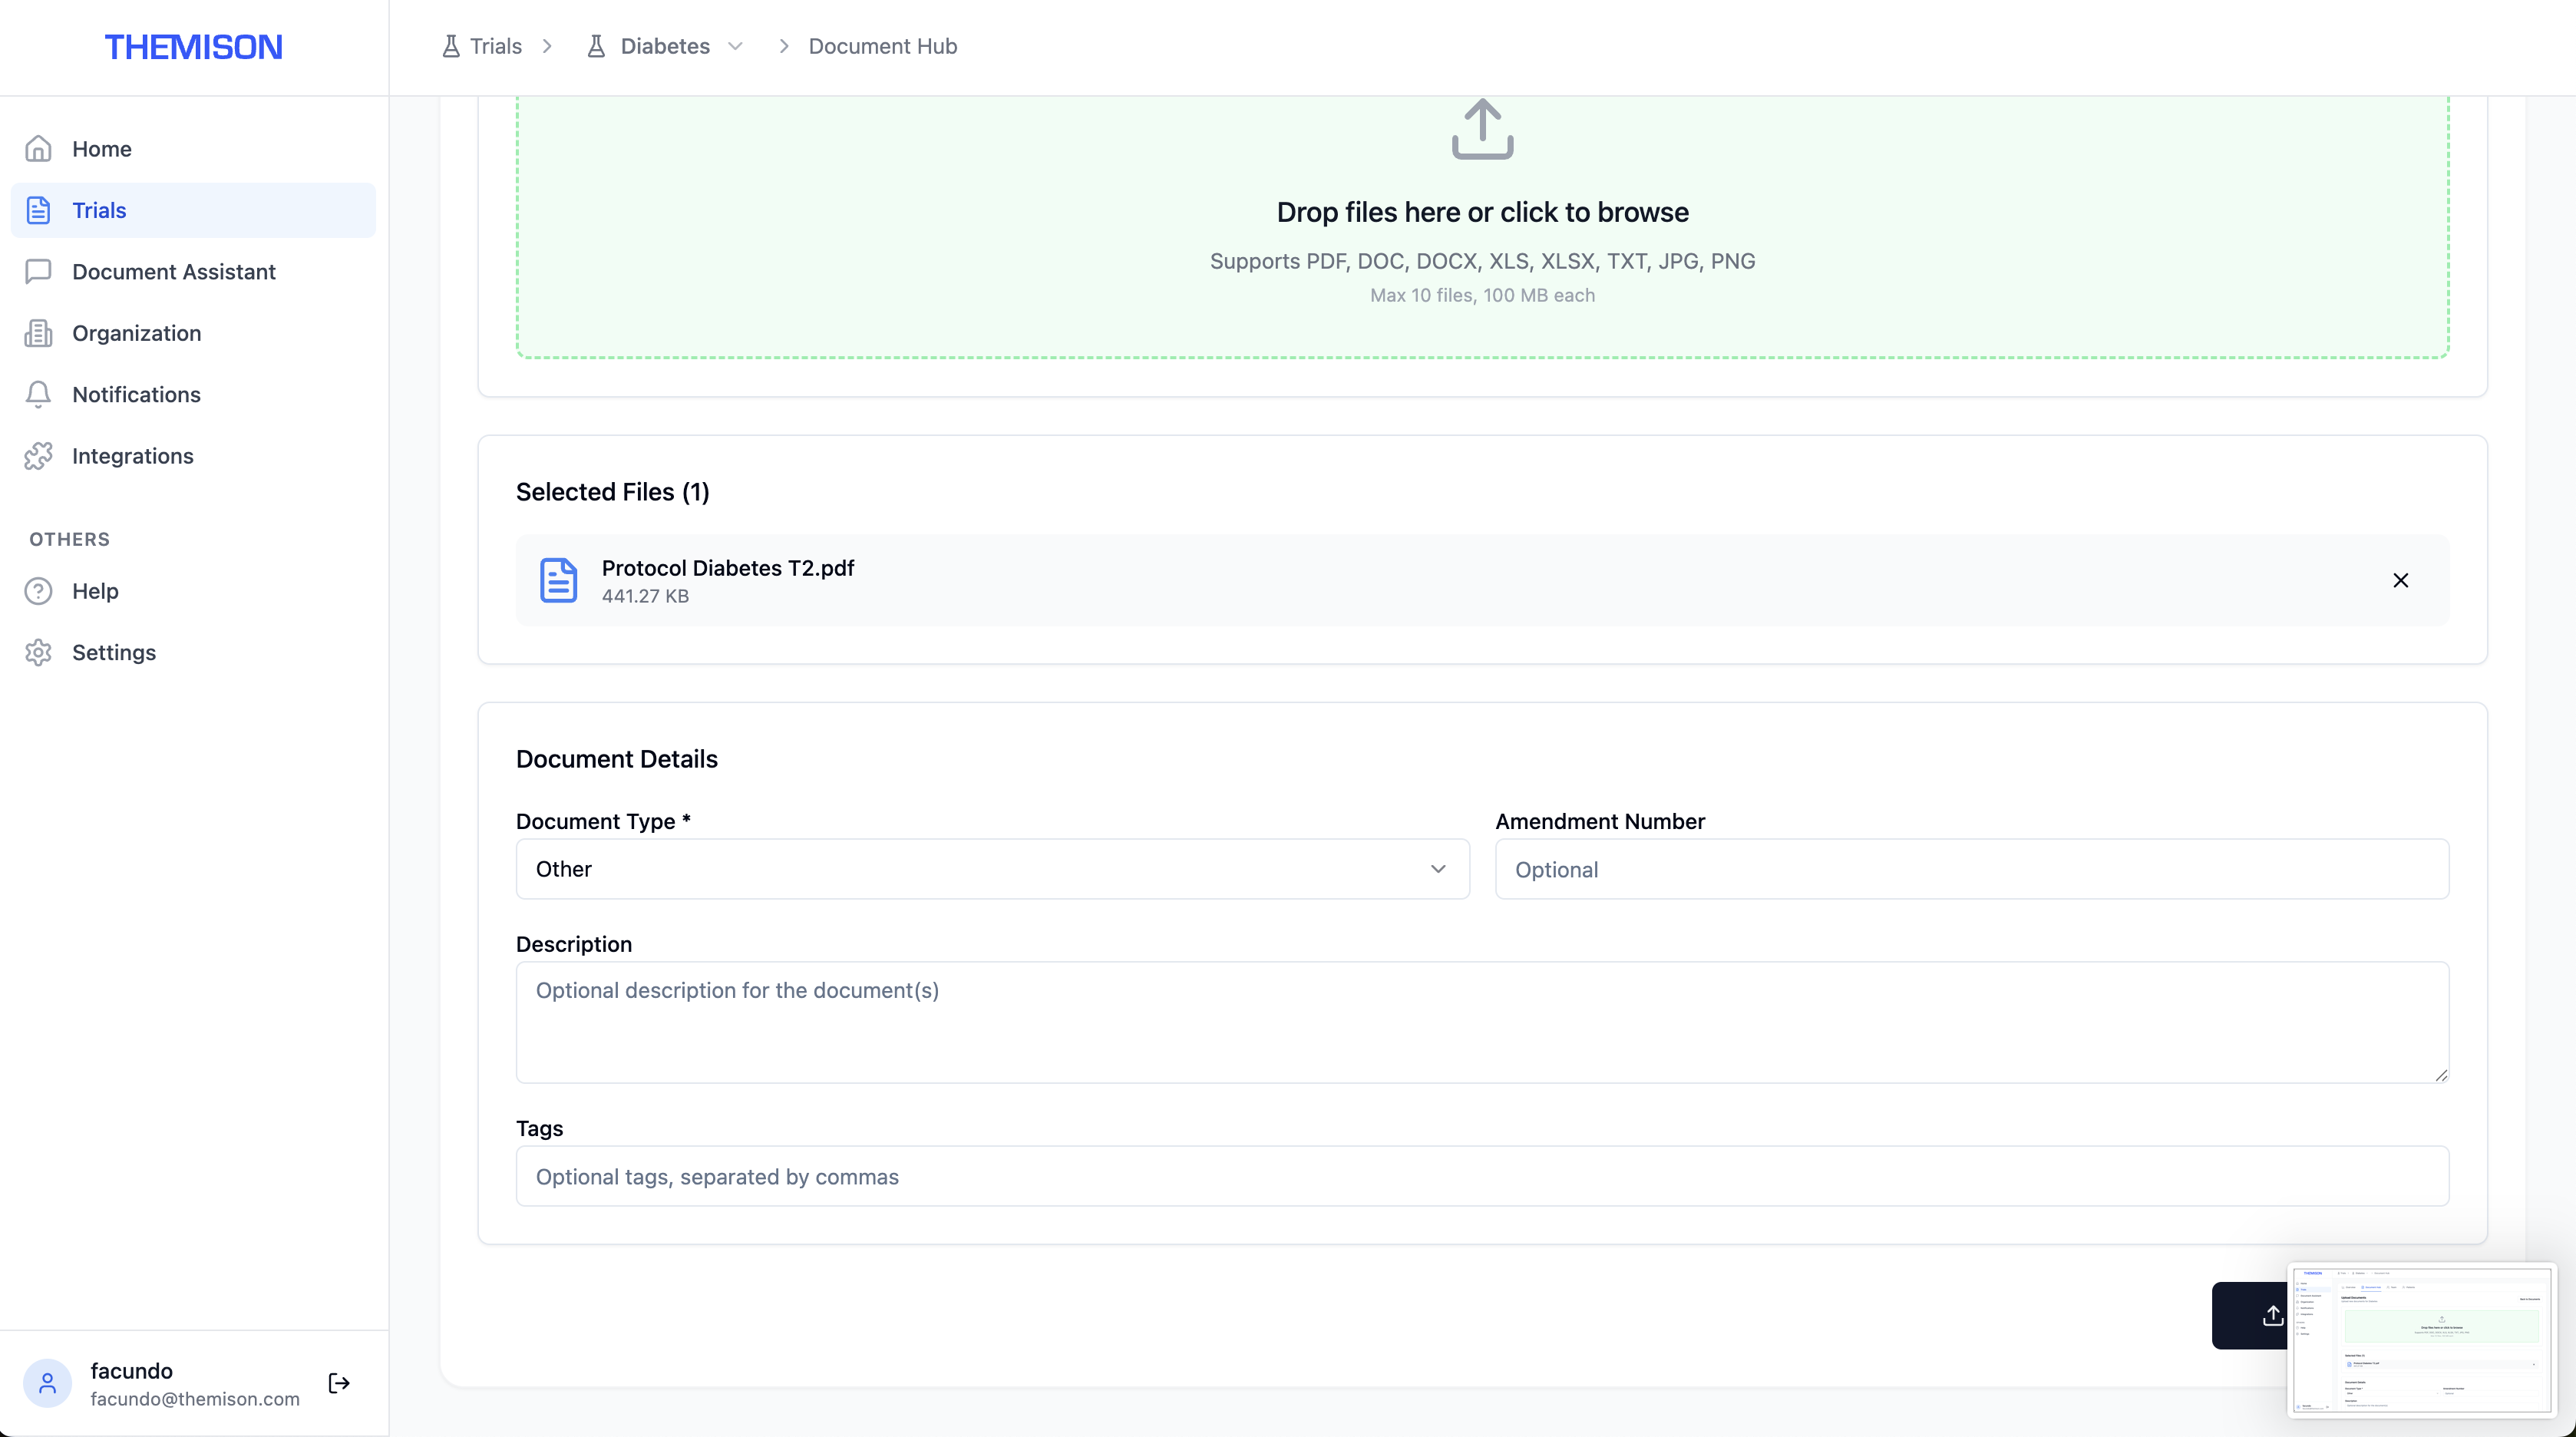 THEMISON
Trials
Diabetes
Document Hub
Home
Trials
Document Assistant
Organization
Notifications
Integrations
OTHERS
Help
Settings
facundo
facundo@themison.com
Drop files here or click to browse
Supports PDF, DOC, DOCX, XLS, XLSX, TXT, JPG, PNG
Max 10 files, 100 MB each
Selected Files (1)
Protocol Diabetes T2.pdf
441.27 KB
Document Details
Document Type *
Amendment Number
Other
Optional
Description
Optional description for the document(s)
Tags
Optional tags, separated by commas